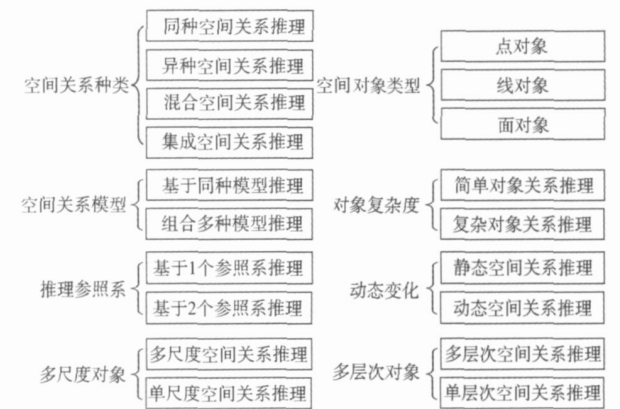 空间关系种类
同种空间关系推理
异种空间关系推理
混合空间关系推理
集成空间关系推理
空间对象类型
点对象
线对象
面对象
空间关系模型
基于同种模型推理
组合多种模型推理
对象复杂度
简单对象关系推理
复杂对象关系推理
推理参照系
基于1个参照系推理
基于2个参照系推理
动态变化
静态空间关系推理
动态空间关系推理
多尺度对象
多尺度空间关系推理
单尺度空间关系推理
多层次对象
多层次空间关系推理
单层次空间关系推理